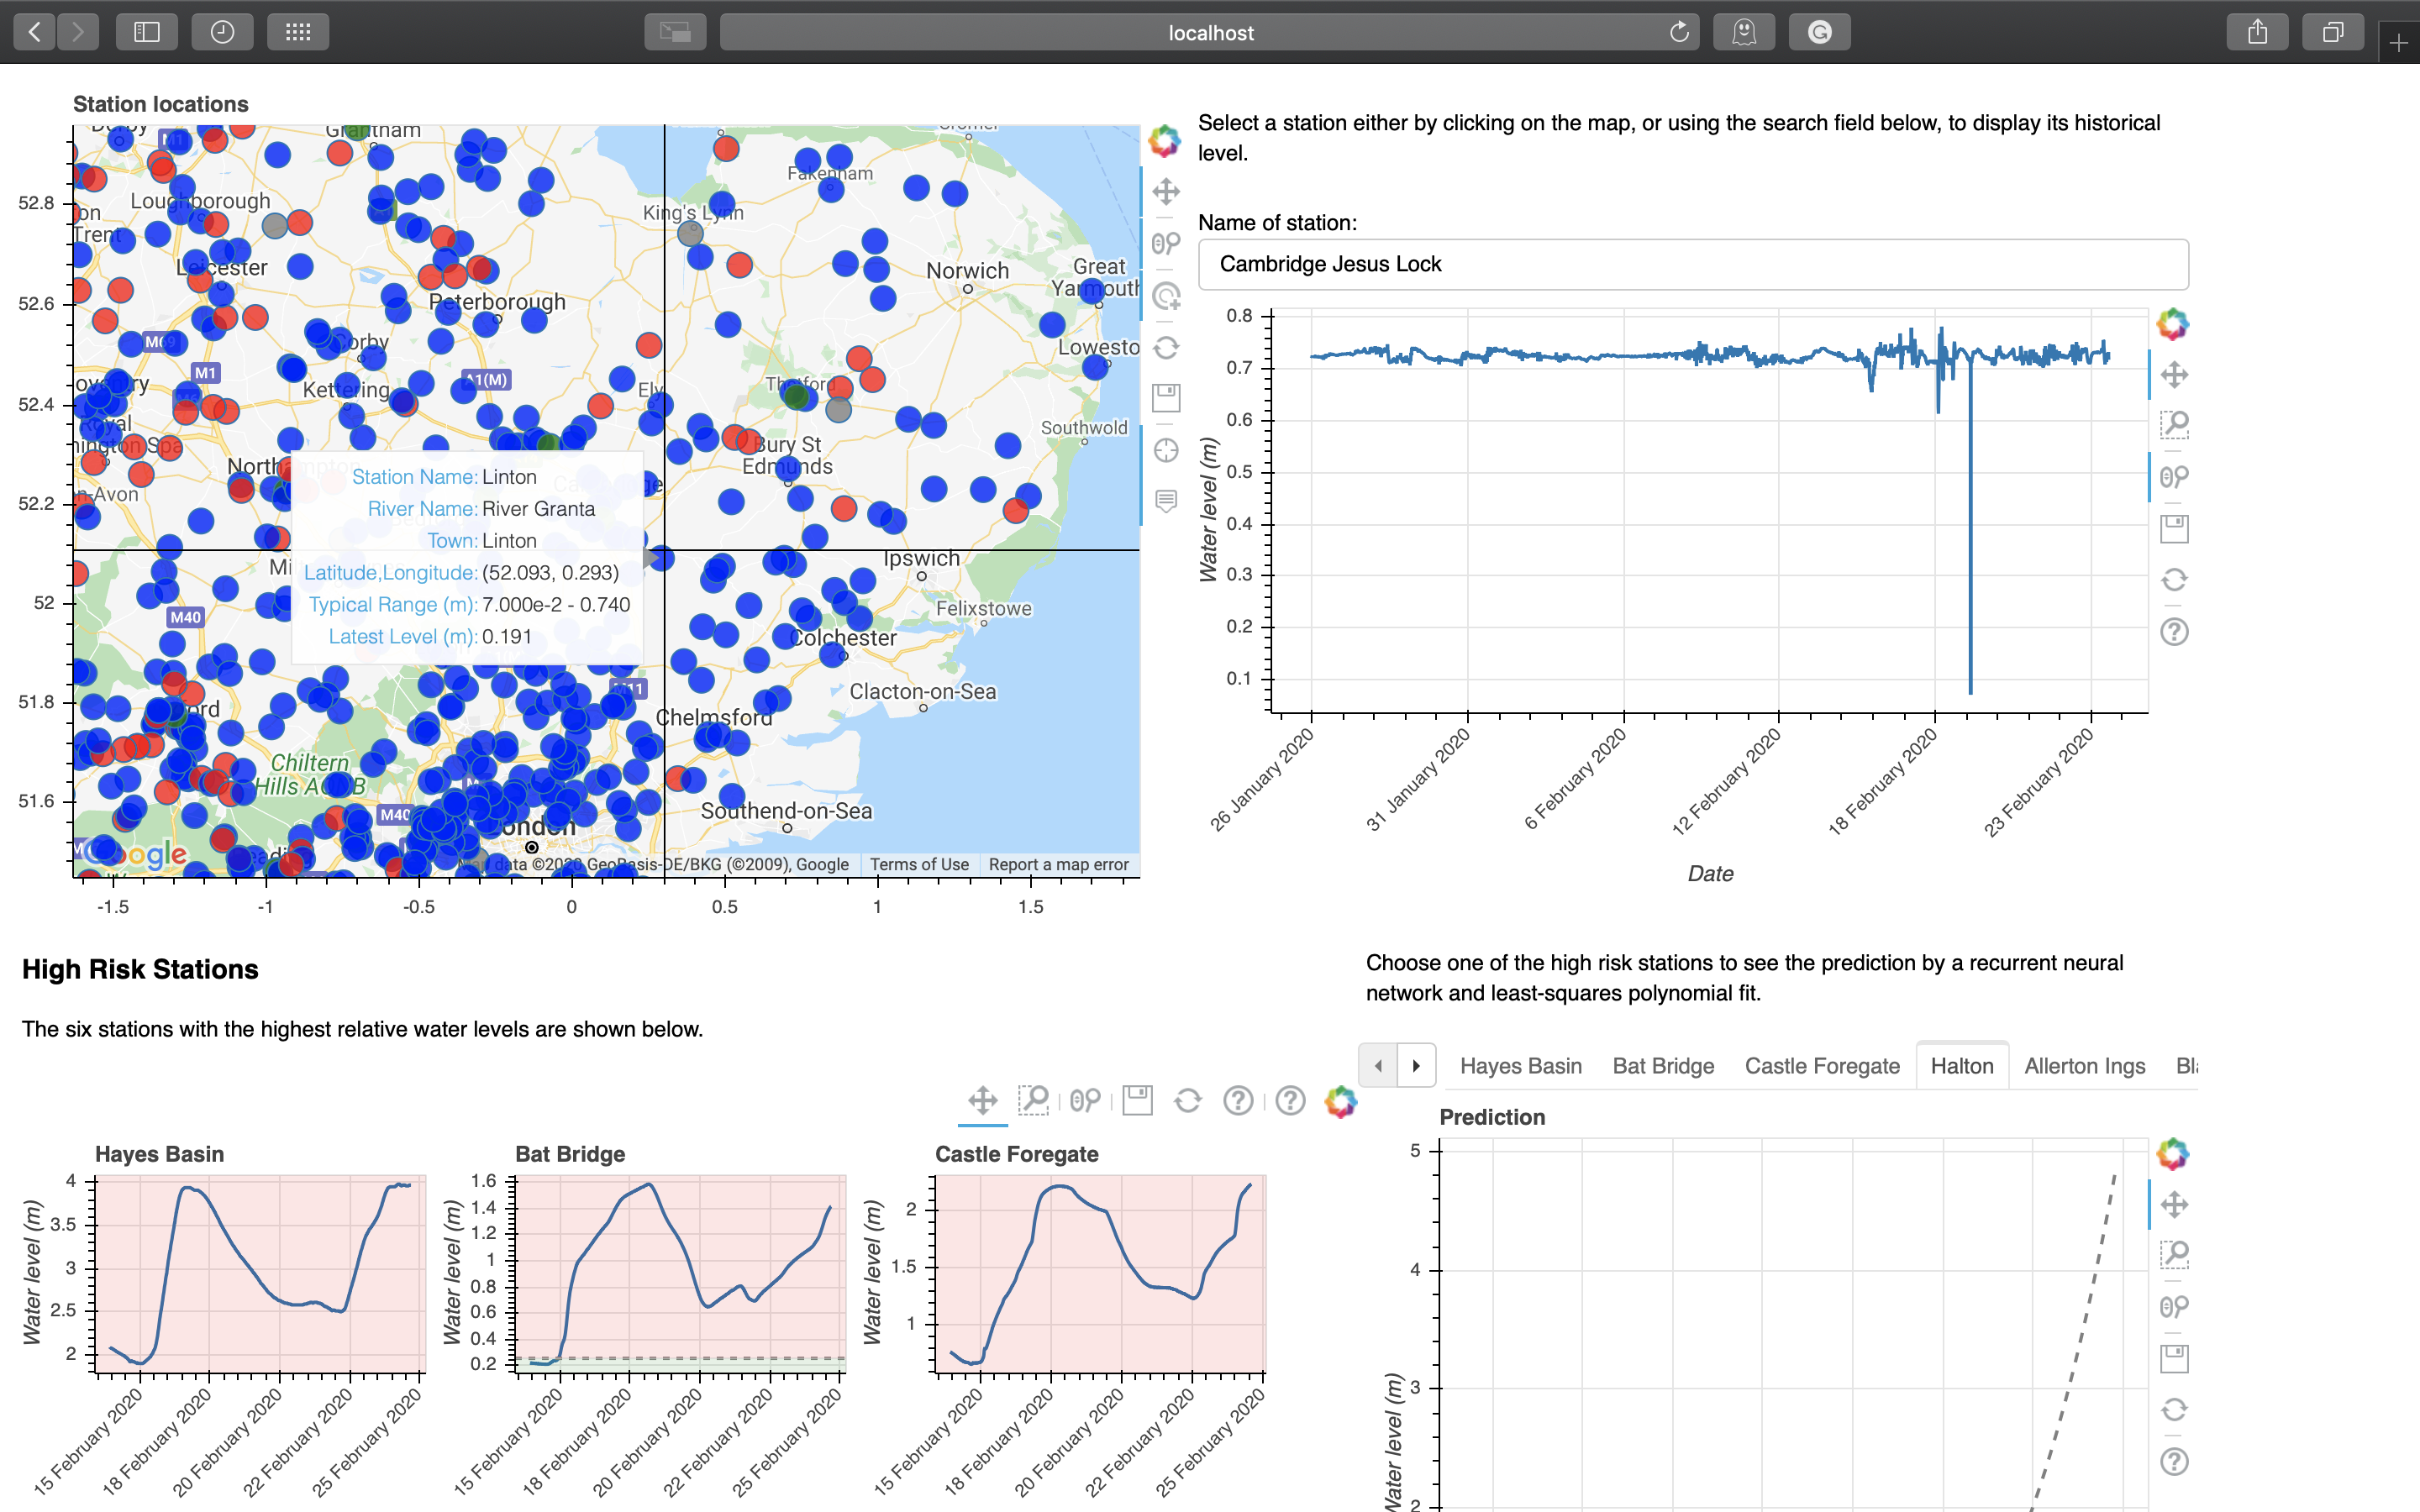 localhost
Station locations
Grantham
M1
Fakenham
Loughborough
King's Lynn
Trent
Leicester
Norwich
Great
Yarmouth
Peterborough
Corby
M1
A1(M)
Kettering
Ely
Thetford
Lowesto
Royal
Southwold
Bury St
Edmunds
Station Name: Linton
River Name: River Granta
Town: Linton
Latitude,Longitude: (52.093, 0.293)
Typical Range (m): 7.000e-2 - 0.740
Latest Level (m): 0.191
Ipswich
M40
Felixstowe
Colchester
M11
Clacton-on-Sea
Chelmsford
Chiltern
Hills
M40
Southend-on-Sea
Google
Map data ©2020 GeoBasis-DE/BKG (©2009), Google
Terms of Use
Report a map error
52.8
52.6
52.4
52.2
52
51.8
51.6
-1.5 -1 -0.5 0 0.5 1 1.5
Select a station either by clicking on the map, or using the search field below, to display its historical
level.
Name of station:
Cambridge Jesus Lock
Water level (m)
0.8
0.7
0.6
0.5
0.4
0.3
0.2
0.1
26 January 2020
31 January 2020
6 February 2020
12 February 2020
18 February 2020
23 February 2020
Date
High Risk Stations
The six stations with the highest relative water levels are shown below.
Hayes Basin
Water level (m)
4
3.5
3
2.5
2
15 February 2020
18 February 2020
20 February 2020
22 February 2020
25 February 2020
Bat Bridge
Water level (m)
1.6
1.4
1.2
1
0.8
0.6
0.4
0.2
15 February 2020
18 February 2020
20 February 2020
22 February 2020
25 February 2020
Castle Foregate
Water level (m)
2
1.5
1
15 February 2020
18 February 2020
20 February 2020
22 February 2020
25 February 2020
Choose one of the high risk stations to see the prediction by a recurrent neural
network and least-squares polynomial fit.
Hayes Basin Bat Bridge Castle Foregate Halton Allerton Ings Bla
Prediction
Water level (m)
5
4
3
2